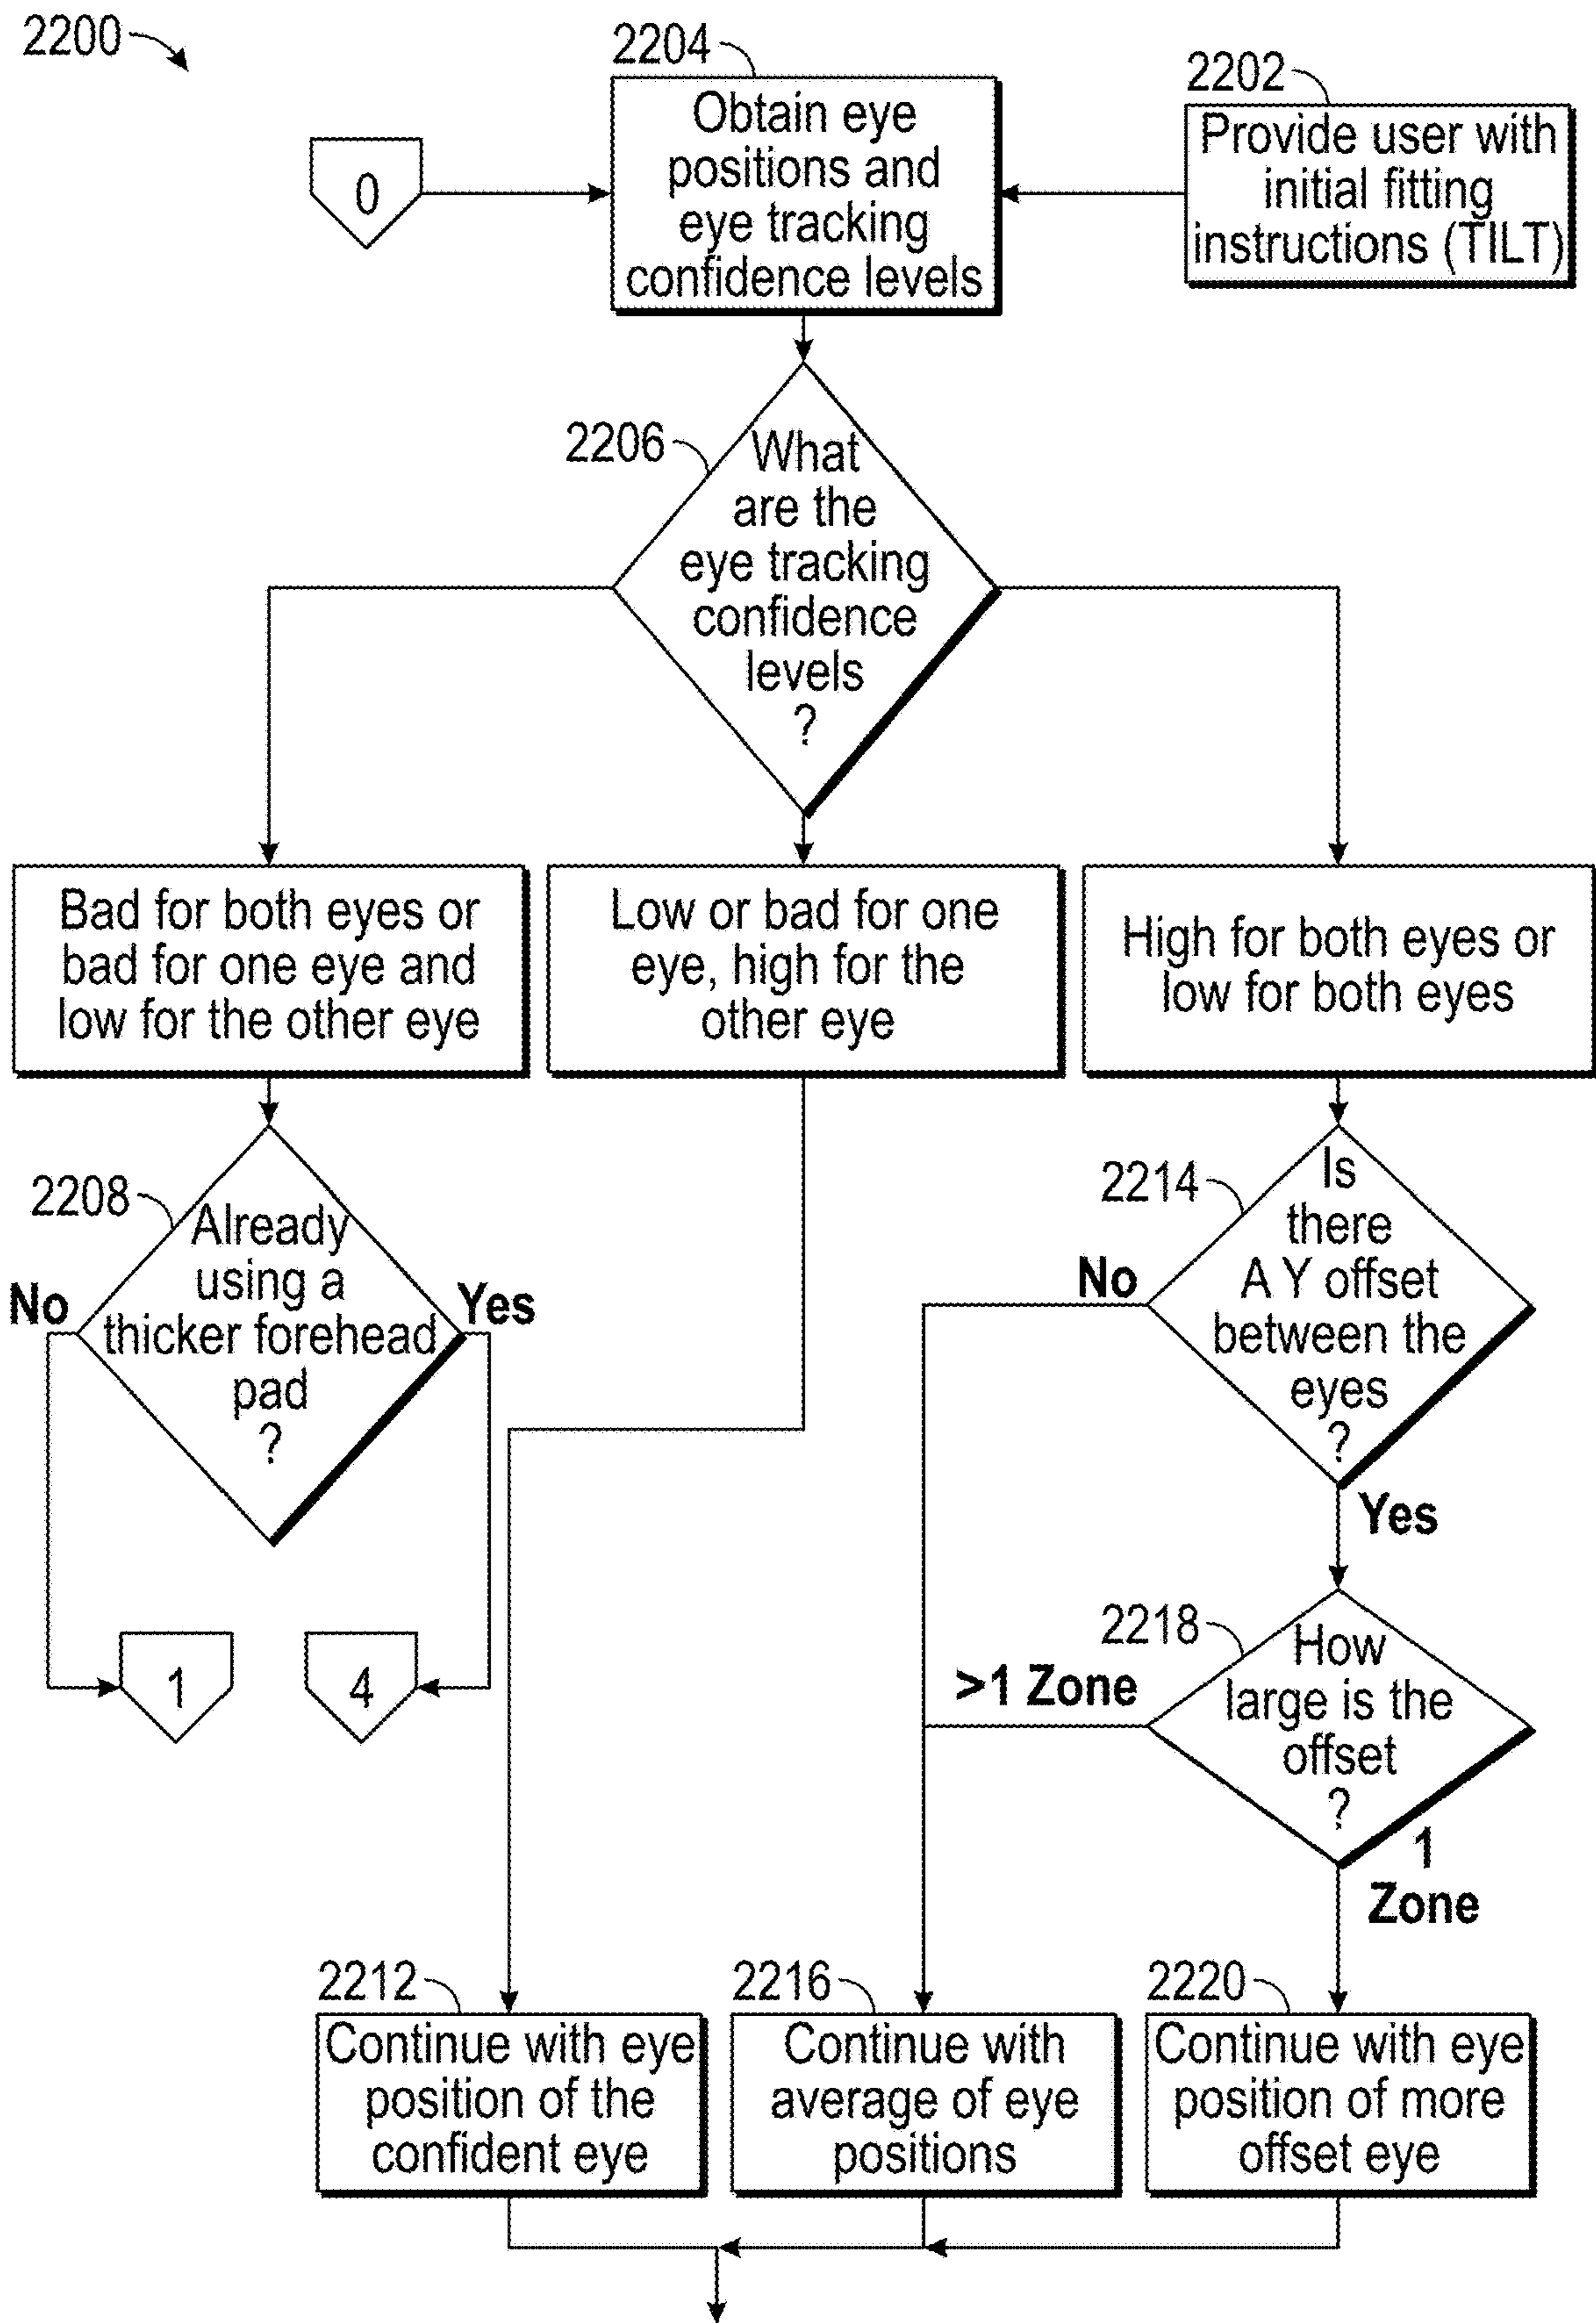 2200
2204
Obtain eye
positions and
eye tracking
confidence levels
2202
Provide user with
initial fitting
instructions (TILT)
0
2206
What
are the
eye tracking
confidence
levels
?
Bad for both eyes or
bad for one eye and
low for the other eye
Low or bad for one
eye, high for the
other eye
High for both eyes or
low for both eyes
2208
Already
using a
thicker forehead
pad
?
No
Yes
1
4
2214
Is
there
A Y offset
between the
eyes
?
No
Yes
2218
How
large is the
offset
?
>1 Zone
1
Zone
2212
Continue with eye
position of the
confident eye
2216
Continue with
average of eye
positions
2220
Continue with eye
position of more
offset eye